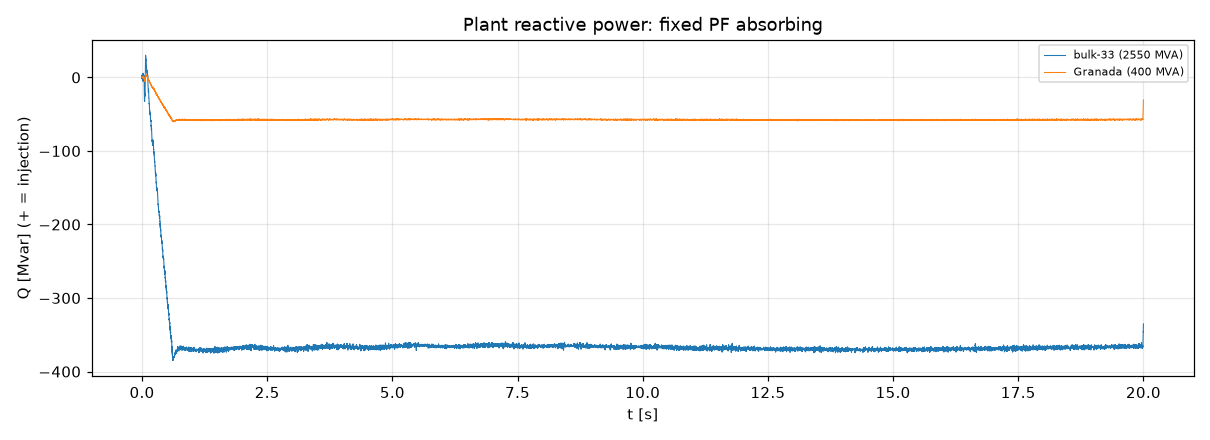 Plant reactive power: fixed PF absorbing
bulk-33 (2550 MVA)
Granada (400 MVA)
Q [Mvar] (+ = injection)
0
−100
−200
−300
−400
0.0 2.5 5.0 7.5 10.0 12.5 15.0 17.5 20.0
t [s]